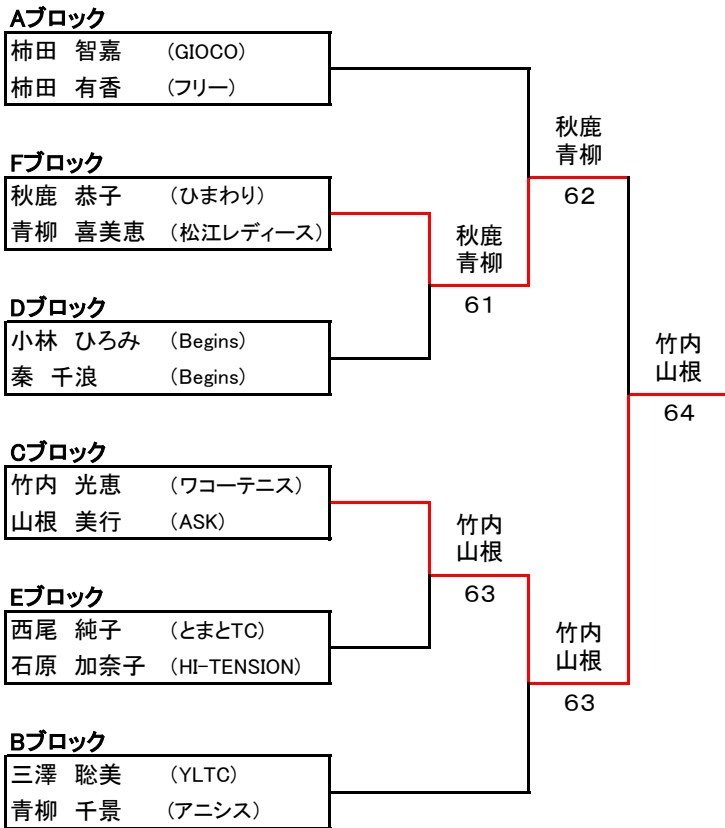 Aブロック
柿田 智嘉 (GIOCO)
柿田 有香 (フリー)
Fブロック
秋鹿 恭子 (ひまわり)
青柳 喜美恵 (松江レディース)
Dブロック
小林 ひろみ (Begins)
秦 千浪 (Begins)
Cブロック
竹内 光恵 (ワコーテニス)
山根 美行 (ASK)
Eブロック
西尾 純子 (とまとTC)
石原 加奈子 (HI-TENSION)
Bブロック
三澤 聡美 (YLTC)
青柳 千景 (アニシス)
秋鹿
青柳
61
竹内
山根
63
秋鹿
青柳
62
竹内
山根
63
竹内
山根
64